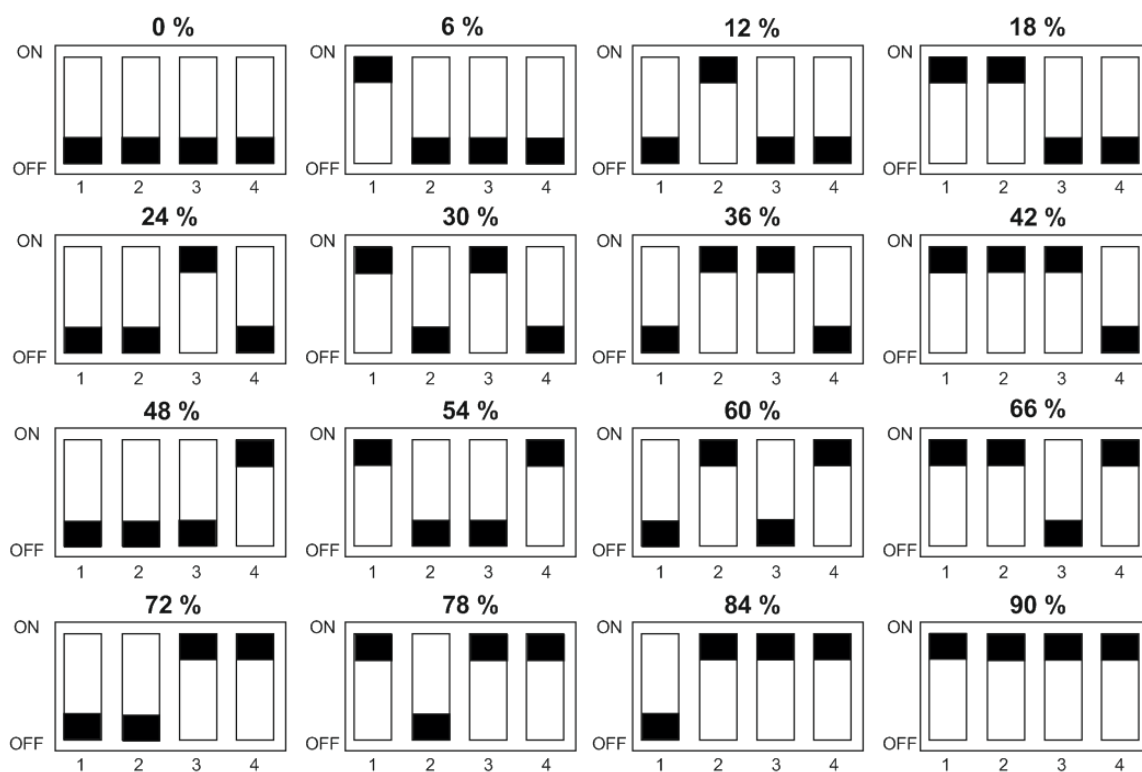 0 % 6 % 12 % 18 %
ON ON ON ON
OFF OFF OFF OFF
1 2 3 4 1 2 3 4 1 2 3 4 1 2 3 4
24 % 30 % 36 % 42 %
ON ON ON ON
OFF OFF OFF OFF
1 2 3 4 1 2 3 4 1 2 3 4 1 2 3 4
48 % 54 % 60 % 66 %
ON ON ON ON
OFF OFF OFF OFF
1 2 3 4 1 2 3 4 1 2 3 4 1 2 3 4
72 % 78 % 84 % 90 %
ON ON ON ON
OFF OFF OFF OFF
1 2 3 4 1 2 3 4 1 2 3 4 1 2 3 4